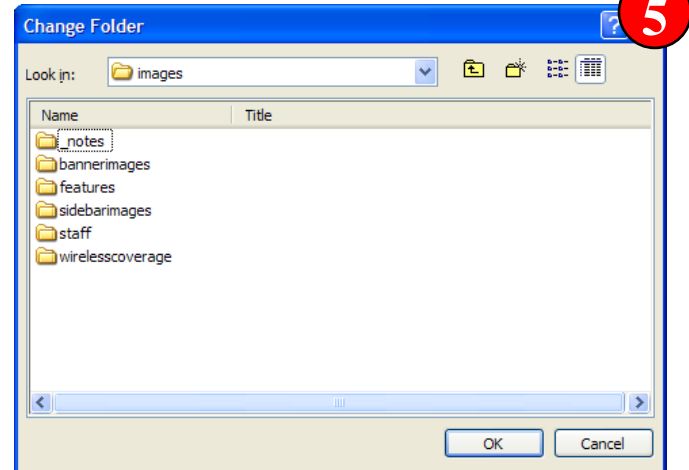 Change Folder ? 5
Look in: images
Name Title
_notes
bannerimages
features
sidebarimages
staff
wirelesscoverage
OK Cancel